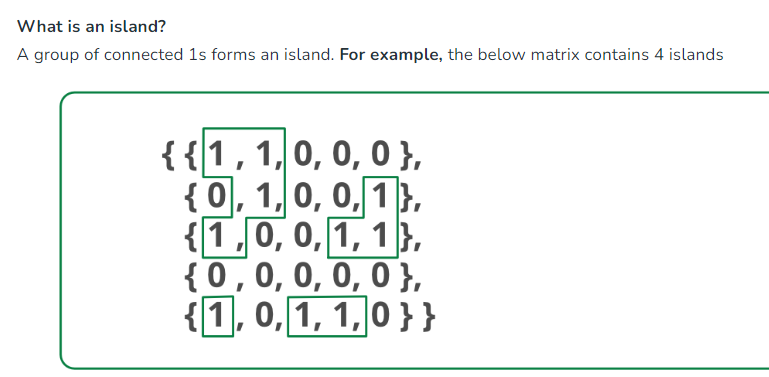 What is an island?
A group of connected 1s forms an island. For example, the below matrix contains 4 islands
{ { 1 , 1, 0, 0, 0 },
{ 0 , 1, 0, 0, 1 },
{ 1 , 0, 0, 1, 1 },
{ 0 , 0, 0, 0, 0 },
{ 1 , 0, 1, 1, 0 } }